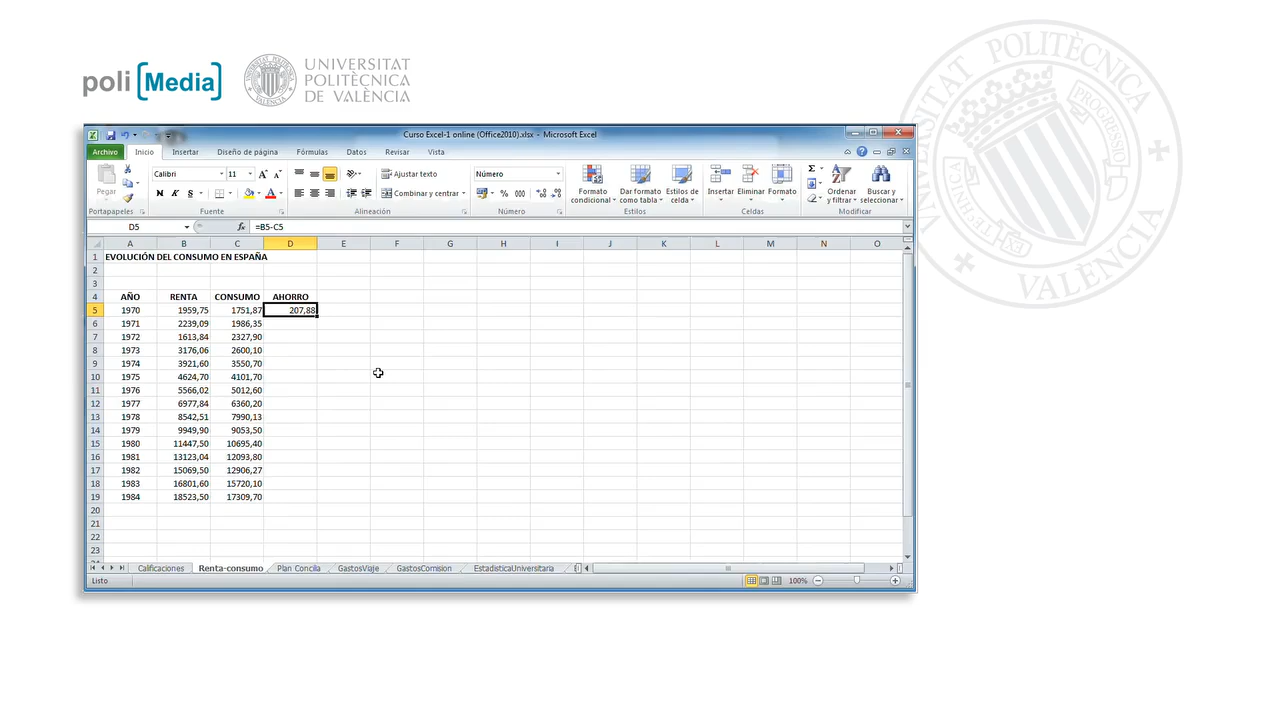 poli[Media]
UNIVERSITAT
POLITÈCNICA
DE VALÈNCIA
UNIVERSITAT POLITÈCNICA DE VALÈNCIA
Curso Excel-1 online (Office2010).xlsx - Microsoft Excel
Archivo Inicio Insertar Diseño de página Fórmulas Datos Revisar Vista
Pegar
Portapapeles
Calibri 11
N K S
Fuente
Ajustar texto
Combinar y centrar
Alineación
Número
% 000
Número
Formato condicional
Dar formato como tabla
Estilos de celda
Estilos
Insertar Eliminar Formato
Celdas
Ordenar y filtrar
Buscar y seleccionar
Modificar
D5 fx =B5-C5
A B C D E F G H I J K L M N O
1 EVOLUCIÓN DEL CONSUMO EN ESPAÑA
2
3
4 AÑO RENTA CONSUMO AHORRO
5 1970 1959,75 1751,87 207,88
6 1971 2239,09 1986,35
7 1972 1613,84 2327,90
8 1973 3176,06 2600,10
9 1974 3921,60 3550,70
10 1975 4624,70 4101,70
11 1976 5566,02 5012,60
12 1977 6977,84 6360,20
13 1978 8542,51 7990,13
14 1979 9949,90 9053,50
15 1980 11447,50 10695,40
16 1981 13123,04 12093,80
17 1982 15069,50 12906,27
18 1983 16801,60 15720,10
19 1984 18523,50 17309,70
20
21
22
23
Calificaciones Renta-consumo Plan Concilia GastosViaje GastosComision EstadisticaUniversitaria
Listo 100%